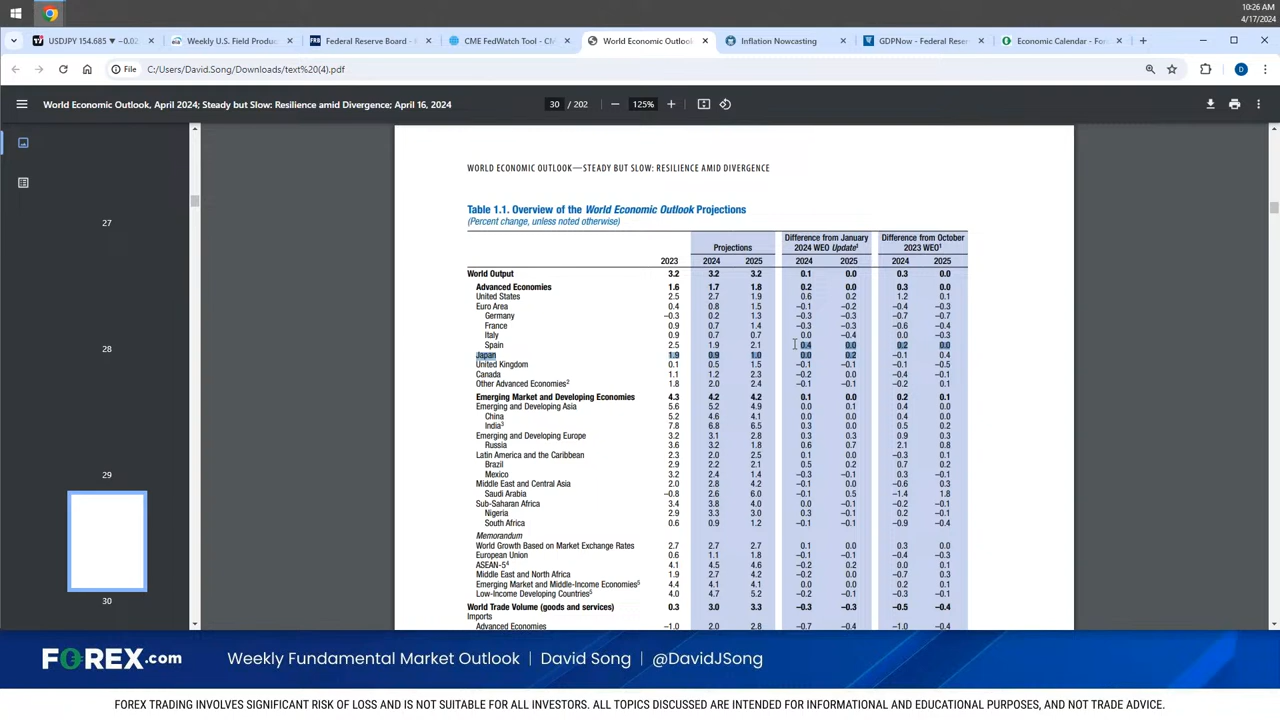 10:26 AM
4/17/2024
USDJPY 154.685 ▼ −0.02
Weekly U.S. Field Produc
Federal Reserve Board -
CME FedWatch Tool - CM
World Economic Outlook
Inflation Nowcasting
GDPNow - Federal Reser
Economic Calendar - For
File C:/Users/David.Song/Downloads/text%20(4).pdf
D
World Economic Outlook, April 2024; Steady but Slow: Resilience amid Divergence; April 16, 2024
30 / 202
125%
27
28
29
30
WORLD ECONOMIC OUTLOOK—STEADY BUT SLOW: RESILIENCE AMID DIVERGENCE
Table 1.1. Overview of the World Economic Outlook Projections
(Percent change, unless noted otherwise)
Difference from January Difference from October
Projections 2024 WEO Update¹ 2023 WEO¹
2023 2024 2025 2024 2025 2024 2025
World Output 3.2 3.2 3.2 0.1 0.0 0.3 0.0
Advanced Economies 1.6 1.7 1.8 0.2 0.0 0.3 0.0
United States 2.5 2.7 1.9 0.6 0.2 1.2 0.1
Euro Area 0.4 0.8 1.5 −0.1 −0.2 −0.4 −0.3
Germany −0.3 0.2 1.3 −0.3 −0.3 −0.7 −0.7
France 0.9 0.7 1.4 −0.3 −0.3 −0.6 −0.4
Italy 0.9 0.7 0.7 0.0 −0.4 0.0 −0.3
Spain 2.5 1.9 2.1 0.4 0.0 0.2 0.0
Japan 1.9 0.9 1.0 0.0 0.2 −0.1 0.4
United Kingdom 0.1 0.5 1.5 −0.1 −0.1 −0.1 −0.5
Canada 1.1 1.2 2.3 −0.2 0.0 −0.4 −0.1
Other Advanced Economies² 1.8 2.0 2.4 −0.1 −0.1 −0.2 0.1
Emerging Market and Developing Economies 4.3 4.2 4.2 0.1 0.0 0.2 0.1
Emerging and Developing Asia 5.6 5.2 4.9 0.0 0.1 0.4 0.0
China 5.2 4.6 4.1 0.0 0.0 0.4 0.0
India³ 7.8 6.8 6.5 0.3 0.0 0.5 0.2
Emerging and Developing Europe 3.2 3.1 2.8 0.3 0.3 0.9 0.3
Russia 3.6 3.2 1.8 0.6 0.7 2.1 0.8
Latin America and the Caribbean 2.3 2.0 2.5 0.1 0.0 −0.3 0.1
Brazil 2.9 2.2 2.1 0.5 0.2 0.7 0.2
Mexico 3.2 2.4 1.4 −0.3 −0.1 0.3 −0.1
Middle East and Central Asia 2.0 2.8 4.2 −0.1 0.0 −0.6 0.3
Saudi Arabia −0.8 2.6 6.0 −0.1 0.5 −1.4 1.8
Sub-Saharan Africa 3.4 3.8 4.0 0.0 −0.1 −0.2 −0.1
Nigeria 2.9 3.3 3.0 0.3 −0.1 0.2 −0.1
South Africa 0.6 0.9 1.2 −0.1 −0.1 −0.9 −0.4
Memorandum
World Growth Based on Market Exchange Rates 2.7 2.7 2.7 0.1 0.0 0.3 0.0
European Union 0.6 1.1 1.8 −0.1 −0.1 −0.4 −0.3
ASEAN-5⁴ 4.1 4.5 4.6 −0.2 0.2 0.0 0.1
Middle East and North Africa 1.9 2.7 4.2 −0.2 0.0 −0.7 0.3
Emerging Market and Middle-Income Economies⁵ 4.4 4.1 4.1 0.0 0.0 0.2 0.1
Low-Income Developing Countries⁵ 4.0 4.7 5.2 −0.2 −0.1 −0.3 −0.1
World Trade Volume (goods and services) 0.3 3.0 3.3 −0.3 −0.3 −0.5 −0.4
Imports
Advanced Economies −1.0 2.0 2.8 −0.7 −0.4 −1.0 −0.4
FOREX.com
Weekly Fundamental Market Outlook | David Song | @DavidJSong
FOREX TRADING INVOLVES SIGNIFICANT RISK OF LOSS AND IS NOT SUITABLE FOR ALL INVESTORS. ALL TOPICS DISCUSSED ARE INTENDED FOR INFORMATIONAL AND EDUCATIONAL PURPOSES, AND NOT TRADE ADVICE.